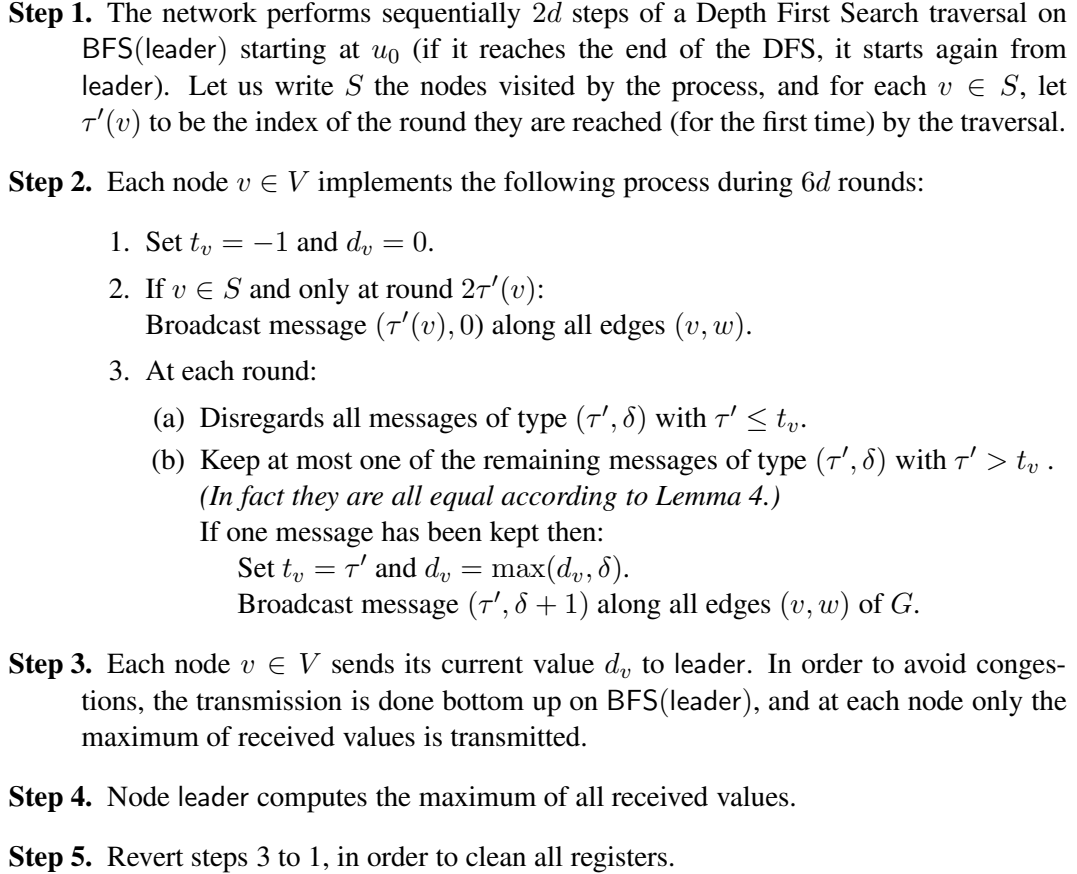 Step 1. The network performs sequentially 2d steps of a Depth First Search traversal on
BFS(leader) starting at u₀ (if it reaches the end of the DFS, it starts again from
leader). Let us write S the nodes visited by the process, and for each v ∈ S, let
τ′(v) to be the index of the round they are reached (for the first time) by the traversal.
Step 2. Each node v ∈ V implements the following process during 6d rounds:
1. Set tᵥ = −1 and dᵥ = 0.
2. If v ∈ S and only at round 2τ′(v):
Broadcast message (τ′(v), 0) along all edges (v, w).
3. At each round:
(a) Disregards all messages of type (τ′, δ) with τ′ ≤ tᵥ.
(b) Keep at most one of the remaining messages of type (τ′, δ) with τ′ > tᵥ .
(In fact they are all equal according to Lemma 4.)
If one message has been kept then:
Set tᵥ = τ′ and dᵥ = max(dᵥ, δ).
Broadcast message (τ′, δ + 1) along all edges (v, w) of G.
Step 3. Each node v ∈ V sends its current value dᵥ to leader. In order to avoid conges-
tions, the transmission is done bottom up on BFS(leader), and at each node only the
maximum of received values is transmitted.
Step 4. Node leader computes the maximum of all received values.
Step 5. Revert steps 3 to 1, in order to clean all registers.